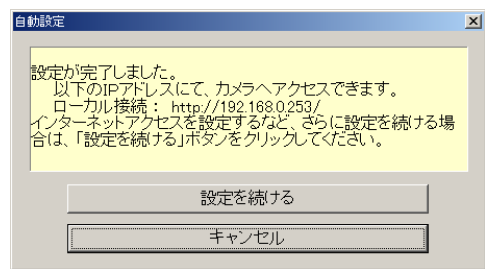 自動設定
設定が完了しました。
以下のIPアドレスにて、カメラへアクセスできます。
ローカル接続： http://192.168.0.253/
インターネットアクセスを設定するなど、さらに設定を続ける場
合は、「設定を続ける」ボタンをクリックしてください。
設定を続ける
キャンセル